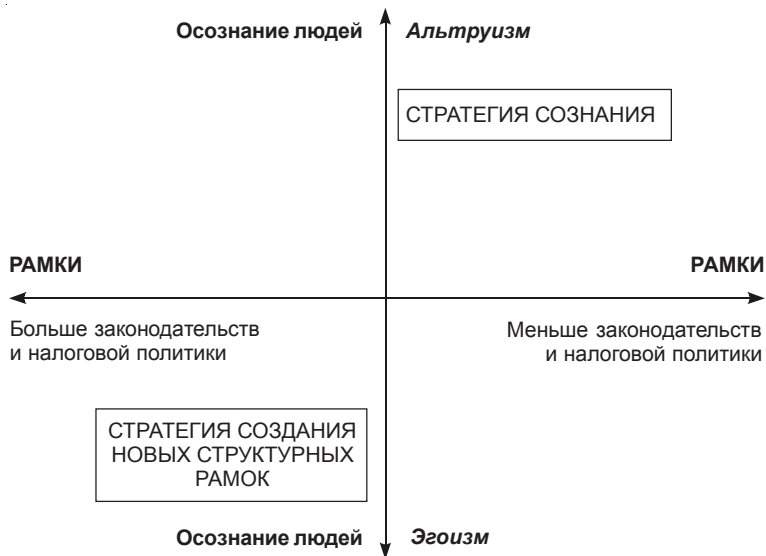 Осознание людей Альтруизм
СТРАТЕГИЯ СОЗНАНИЯ
РАМКИ
РАМКИ
Больше законодательств
и налоговой политики
Меньше законодательств
и налоговой политики
СТРАТЕГИЯ СОЗДАНИЯ
НОВЫХ СТРУКТУРНЫХ
РАМОК
Осознание людей Эгоизм